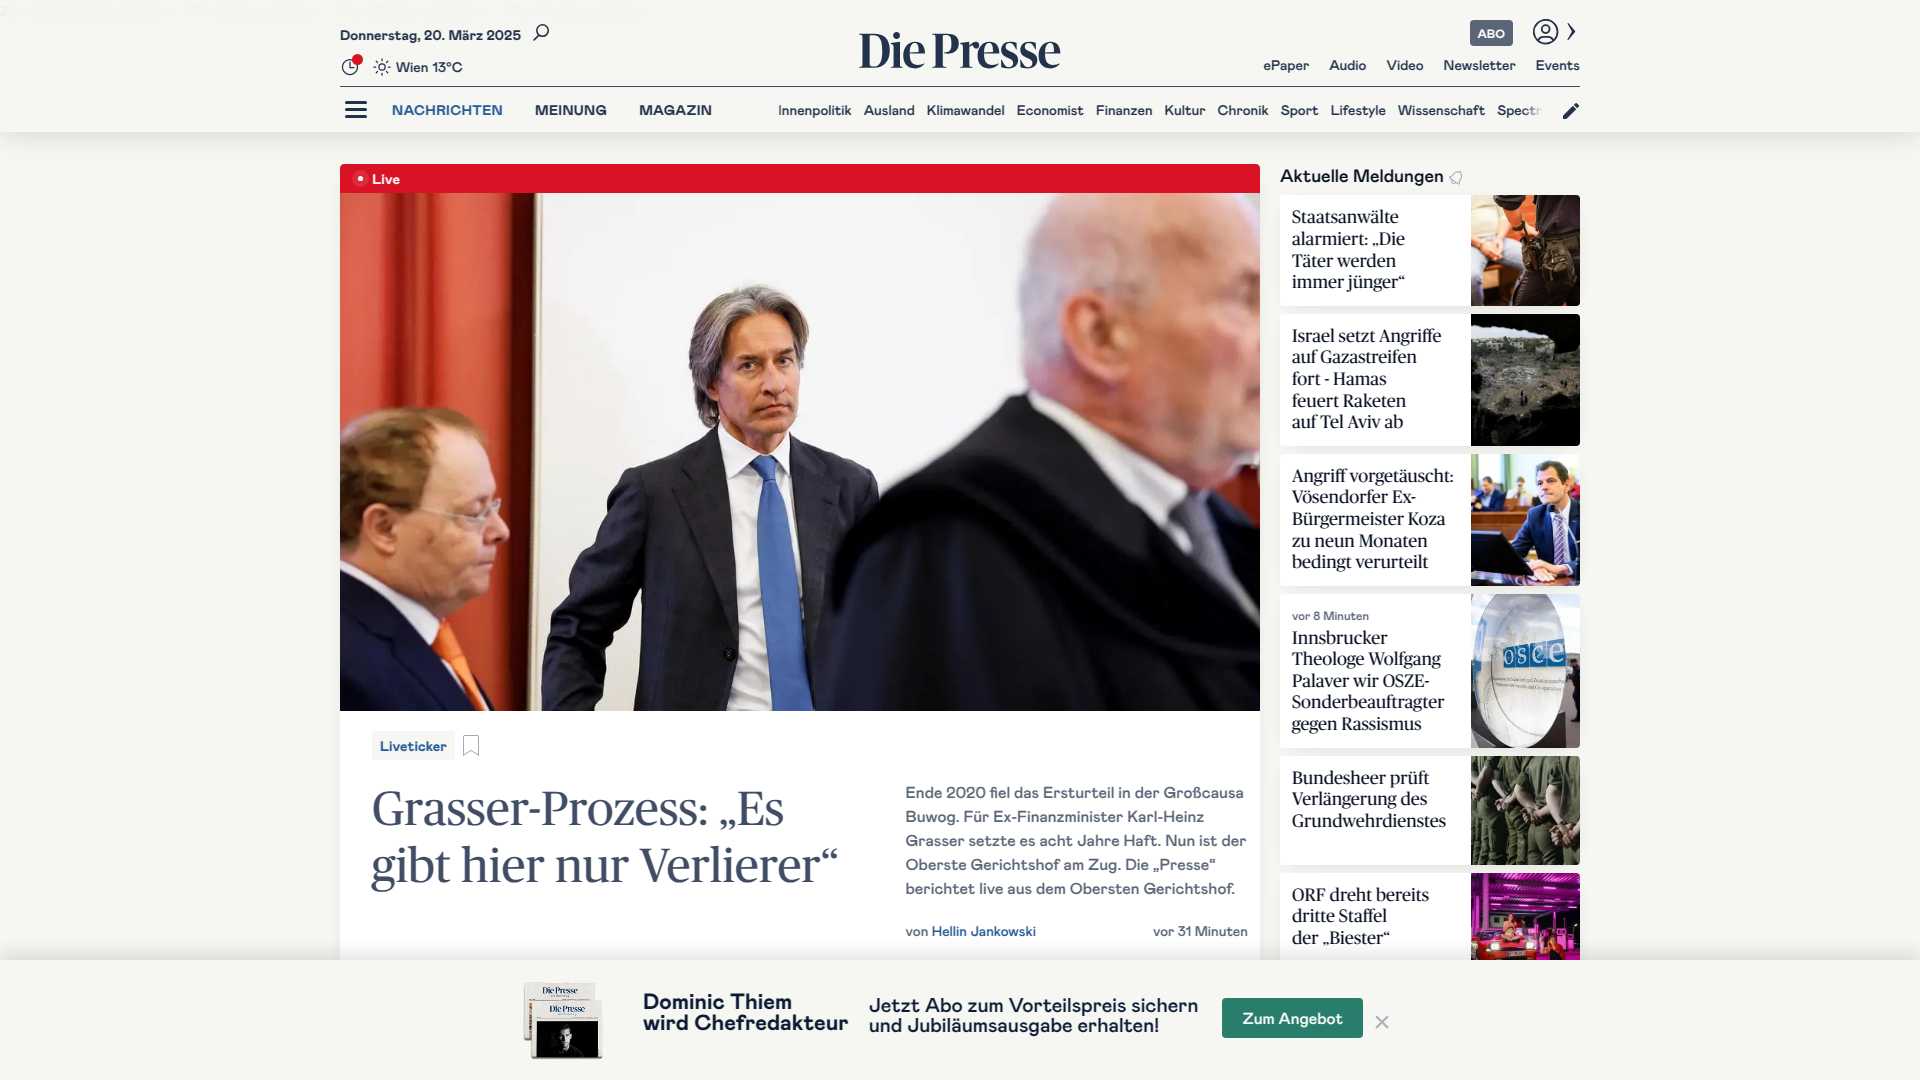 Donnerstag, 20. März 2025
Wien 13°C
Die Presse
ABO
ePaper Audio Video Newsletter Events
NACHRICHTEN MEINUNG MAGAZIN
Innenpolitik Ausland Klimawandel Economist Finanzen Kultur Chronik Sport Lifestyle Wissenschaft Spectr
Live
Liveticker
Grasser-Prozess: „Es
gibt hier nur Verlierer“
Ende 2020 fiel das Ersturteil in der Großcausa
Buwog. Für Ex-Finanzminister Karl-Heinz
Grasser setzte es acht Jahre Haft. Nun ist der
Oberste Gerichtshof am Zug. Die „Presse“
berichtet live aus dem Obersten Gerichtshof.
von Hellin Jankowski
vor 31 Minuten
Aktuelle Meldungen
Staatsanwälte
alarmiert: „Die
Täter werden
immer jünger“
Israel setzt Angriffe
auf Gazastreifen
fort - Hamas
feuert Raketen
auf Tel Aviv ab
Angriff vorgetäuscht:
Vösendorfer Ex-
Bürgermeister Koza
zu neun Monaten
bedingt verurteilt
vor 8 Minuten
Innsbrucker
Theologe Wolfgang
Palaver wir OSZE-
Sonderbeauftragter
gegen Rassismus
osce
Bundesheer prüft
Verlängerung des
Grundwehrdienstes
ORF dreht bereits
dritte Staffel
der „Biester“
Die Presse
Die Presse
Dominic Thiem
wird Chefredakteur
Jetzt Abo zum Vorteilspreis sichern
und Jubiläumsausgabe erhalten!
Zum Angebot